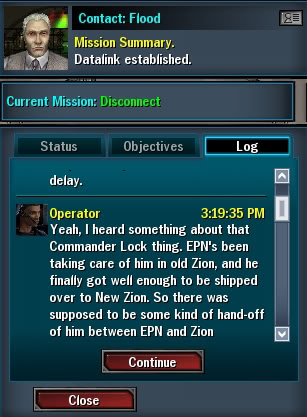 Contact: Flood
Mission Summary.
Datalink established.
Current Mission: Disconnect
Status
Objectives
Log
delay.
Operator
3:19:35 PM
Yeah, I heard something about that
Commander Lock thing. EPN's been
taking care of him in old Zion, and he
finally got well enough to be shipped
over to New Zion. So there was
supposed to be some kind of hand-off
of him between EPN and Zion
Continue
Close